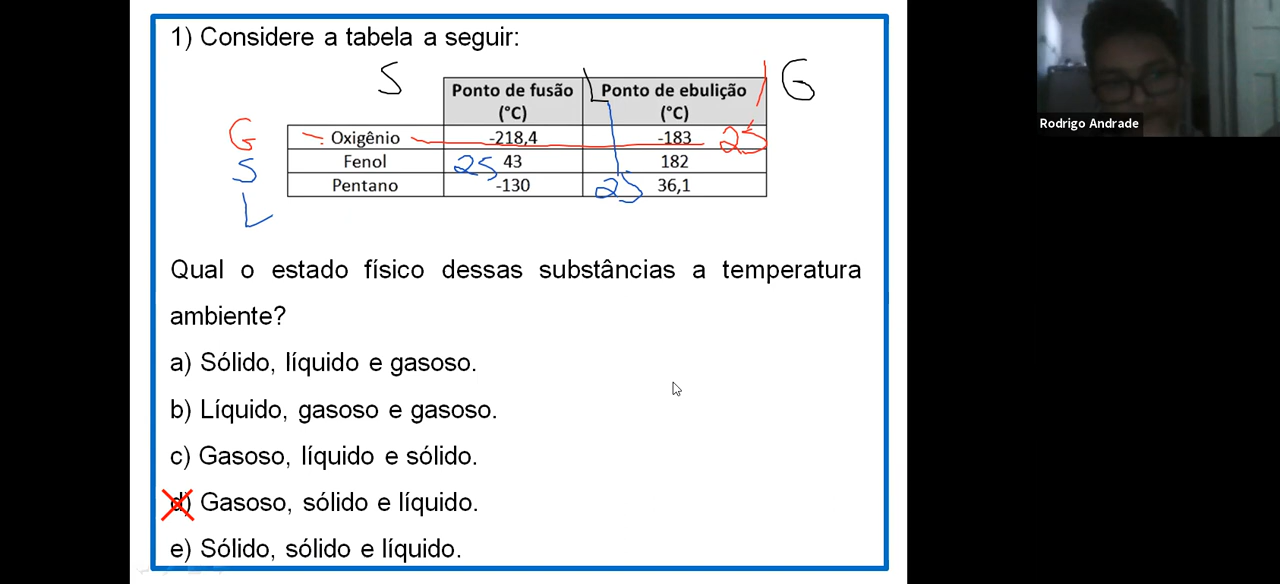 1) Considere a tabela a seguir:
S L G
Ponto de fusão (°C) Ponto de ebulição (°C)
G Oxigênio -218,4 -183 25
S Fenol 25 43 182
L Pentano -130 25 36,1
Qual o estado físico dessas substâncias a temperatura
ambiente?
a) Sólido, líquido e gasoso.
b) Líquido, gasoso e gasoso.
c) Gasoso, líquido e sólido.
d) Gasoso, sólido e líquido.
e) Sólido, sólido e líquido.
Rodrigo Andrade